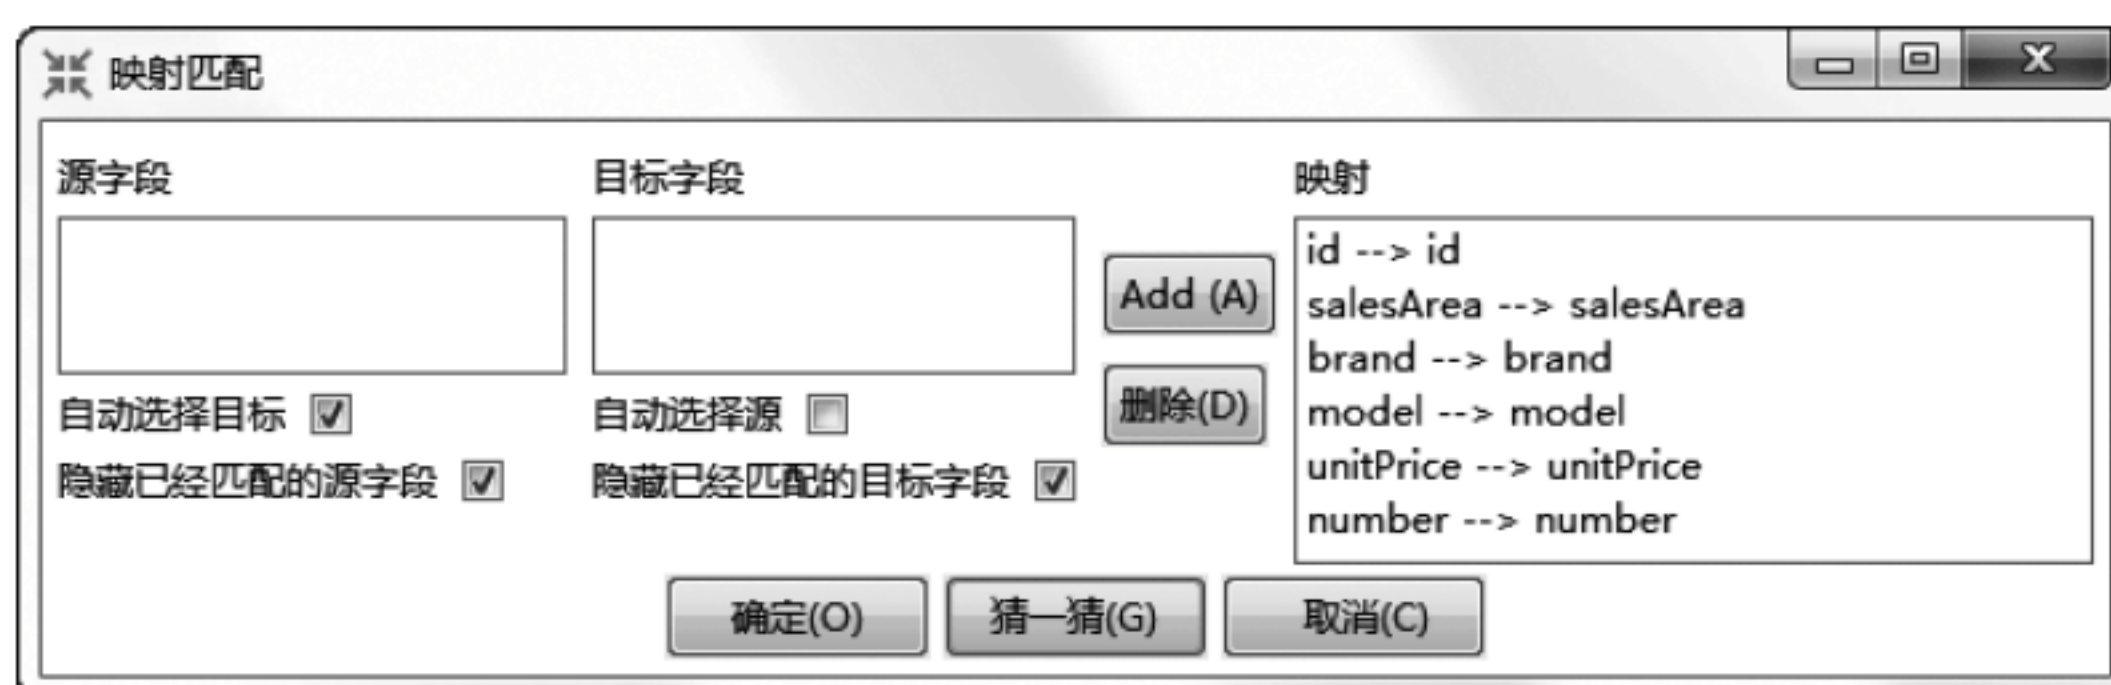 映射匹配
源字段
目标字段
映射
id --> id
salesArea --> salesArea
brand --> brand
model --> model
unitPrice --> unitPrice
number --> number
Add (A)
删除(D)
自动选择目标
自动选择源
隐藏已经匹配的源字段
隐藏已经匹配的目标字段
确定(O)
猜一猜(G)
取消(C)